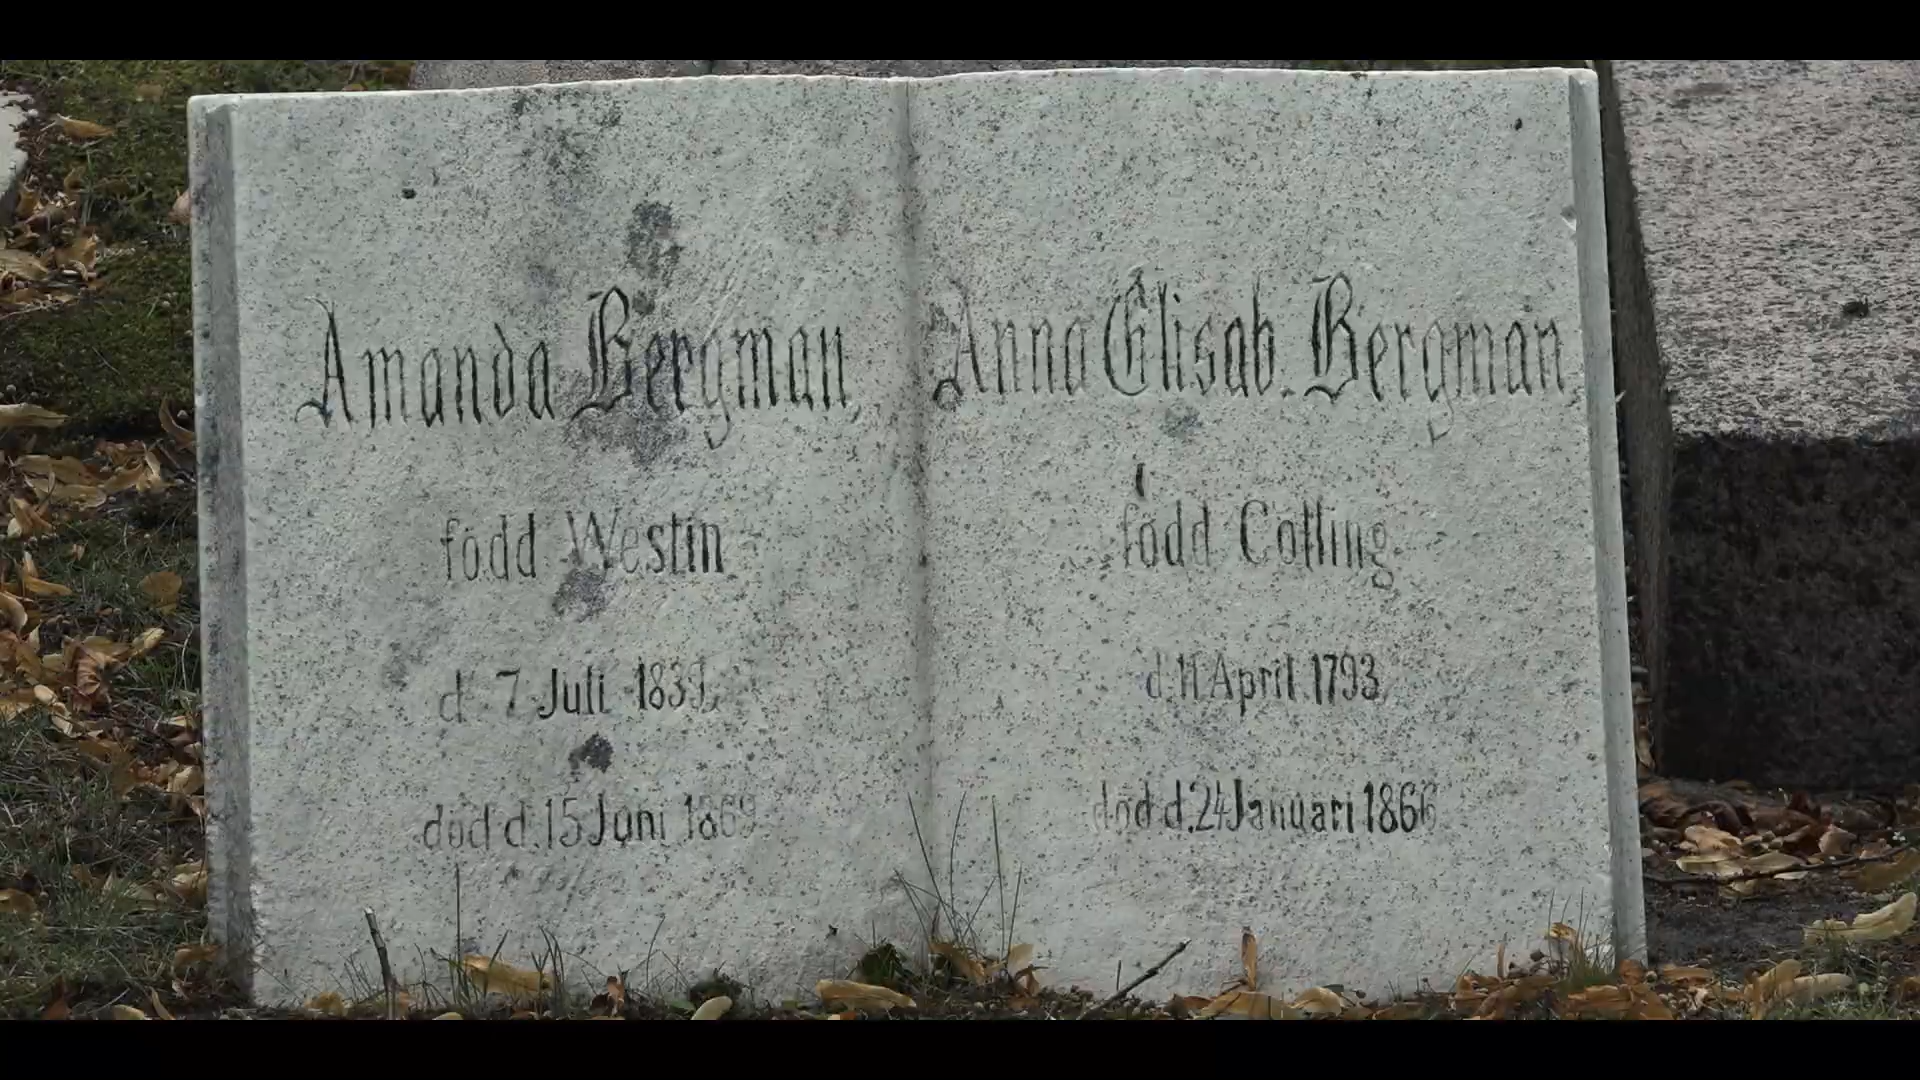 Amanda Bergman,
född Westin
d. 7 Juli 1839,
död d. 15 Juni 1869
Anna Elisab. Bergman,
född Cotling,
d. 11 April 1793,
död d. 24 Januari 1866